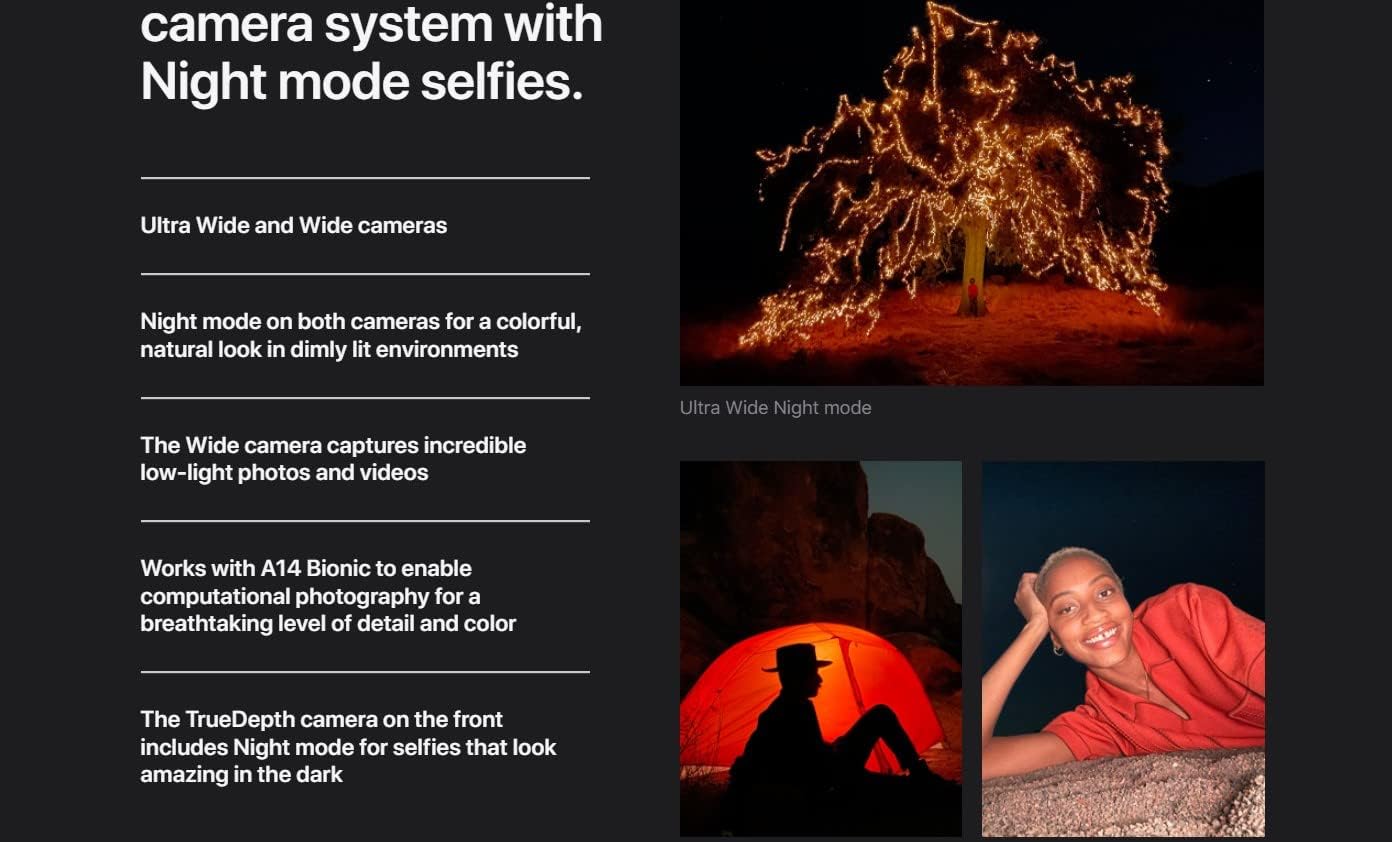 camera system with
Night mode selfies.
Ultra Wide and Wide cameras
Night mode on both cameras for a colorful,
natural look in dimly lit environments
The Wide camera captures incredible
low-light photos and videos
Works with A14 Bionic to enable
computational photography for a
breathtaking level of detail and color
The TrueDepth camera on the front
includes Night mode for selfies that look
amazing in the dark
Ultra Wide Night mode